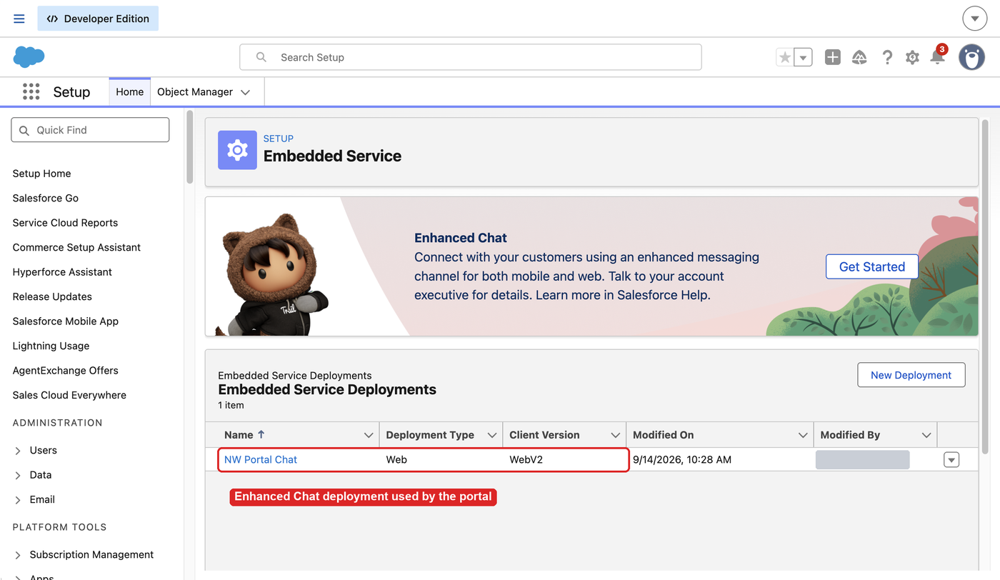 Developer Edition
Search Setup
3
Setup
Home
Object Manager
Quick Find
Setup Home
Salesforce Go
Service Cloud Reports
Commerce Setup Assistant
Hyperforce Assistant
Release Updates
Salesforce Mobile App
Lightning Usage
AgentExchange Offers
Sales Cloud Everywhere
ADMINISTRATION
Users
Data
Email
PLATFORM TOOLS
Subscription Management
Apps
SETUP
Embedded Service
Trail
Enhanced Chat
Connect with your customers using an enhanced messaging
channel for both mobile and web. Talk to your account
executive for details. Learn more in Salesforce Help.
Get Started
Embedded Service Deployments
Embedded Service Deployments
1 item
New Deployment
Name Deployment Type Client Version Modified On Modified By
NW Portal Chat Web WebV2 9/14/2026, 10:28 AM
Enhanced Chat deployment used by the portal